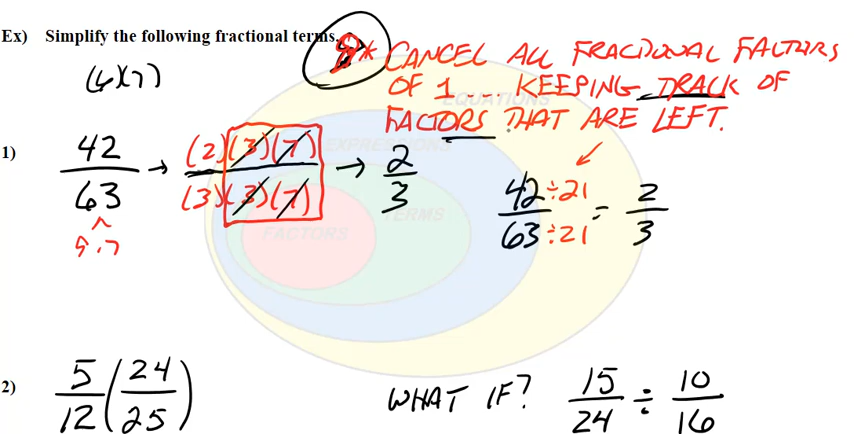 Ex) Simplify the following fractional terms.
* CANCEL ALL FRACTIONAL FACTORS
OF 1 ... KEEPING TRACK OF
FACTORS THAT ARE LEFT.
(6)(7)
1) 42/63 → (2)(3)(7)/(3)(3)(7) → 2/3
9·7
42÷21/63÷21 = 2/3
EQUATIONS
EXPRESSIONS
TERMS
FACTORS
2) 5/12 (24/25)
WHAT IF? 15/24 ÷ 10/16